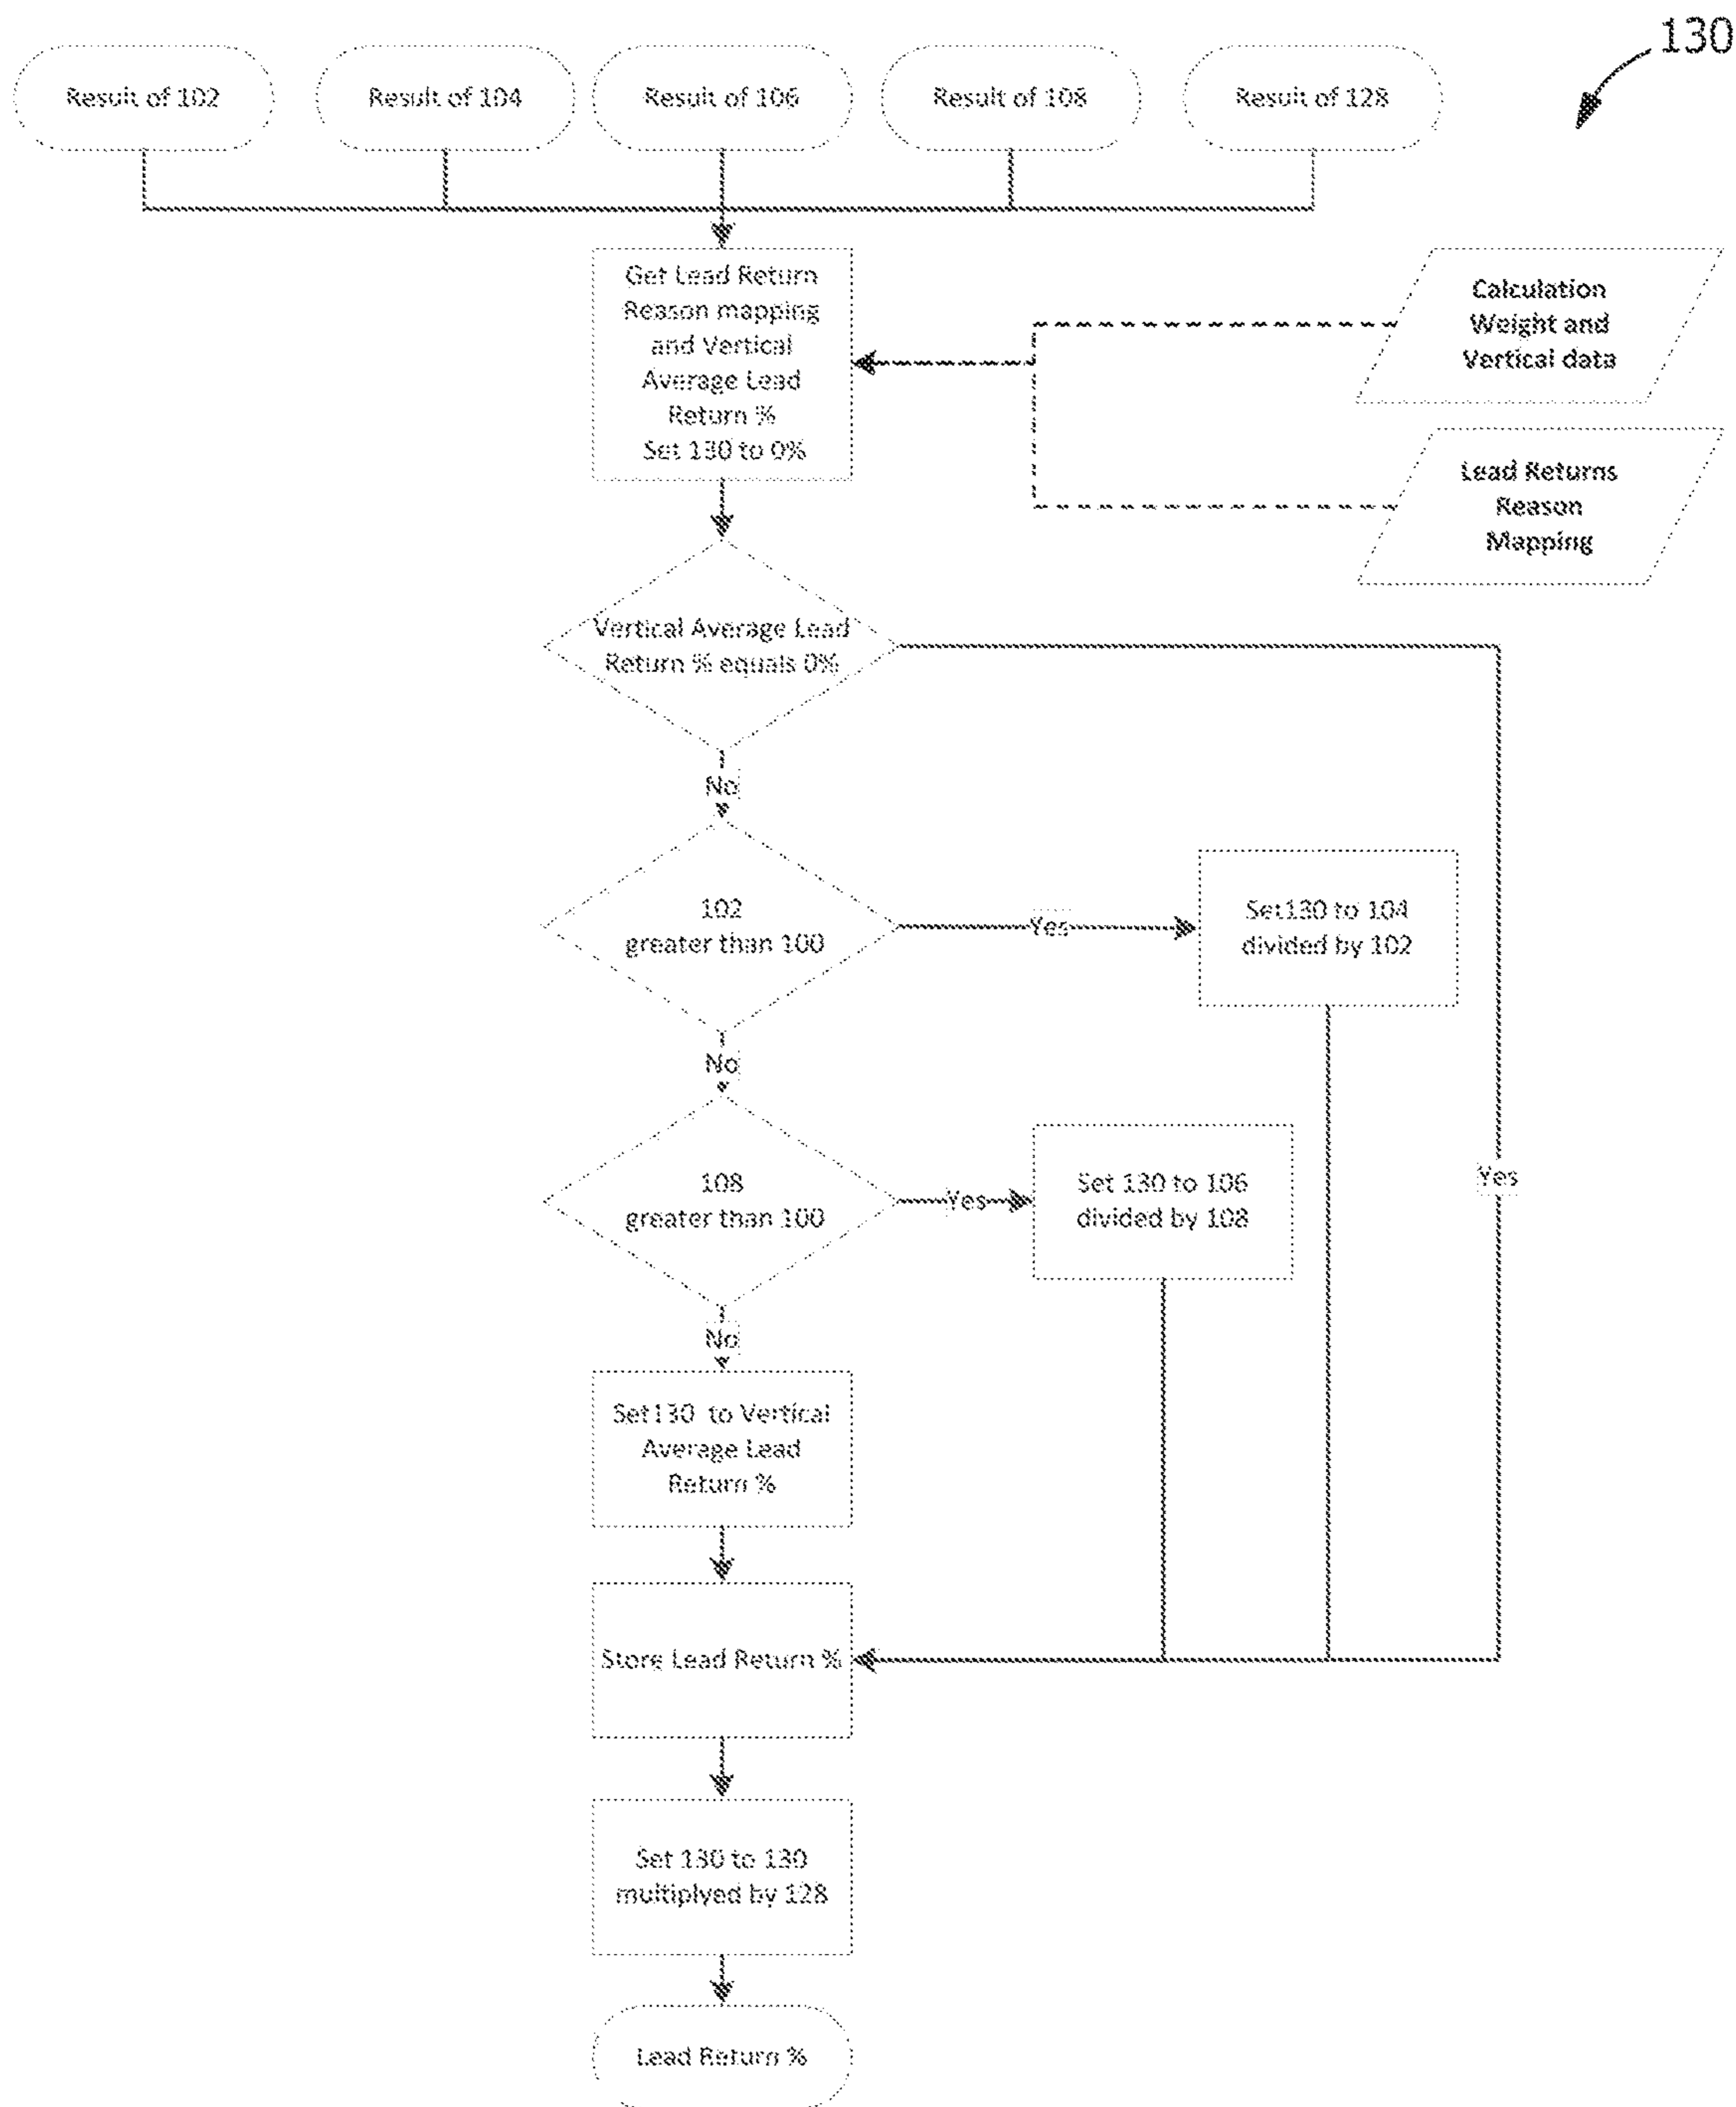 130
Result of 102
Result of 104
Result of 106
Result of 108
Result of 128
Get Lead Return
Reason mapping
and Vertical
Average Lead
Return %
Set 130 to 0%
Calculation
Weight and
Vertical data
Lead Returns
Reason
Mapping
Vertical Average Lead
Return % equals 0%
No
102
greater than 100
Yes
Set130 to 104
divided by 102
No
108
greater than 100
Yes
Set 130 to 106
divided by 108
Yes
No
Set130 to Vertical
Average Lead
Return %
Store Lead Return %
Set 130 to 130
multiplyed by 128
Lead Return %